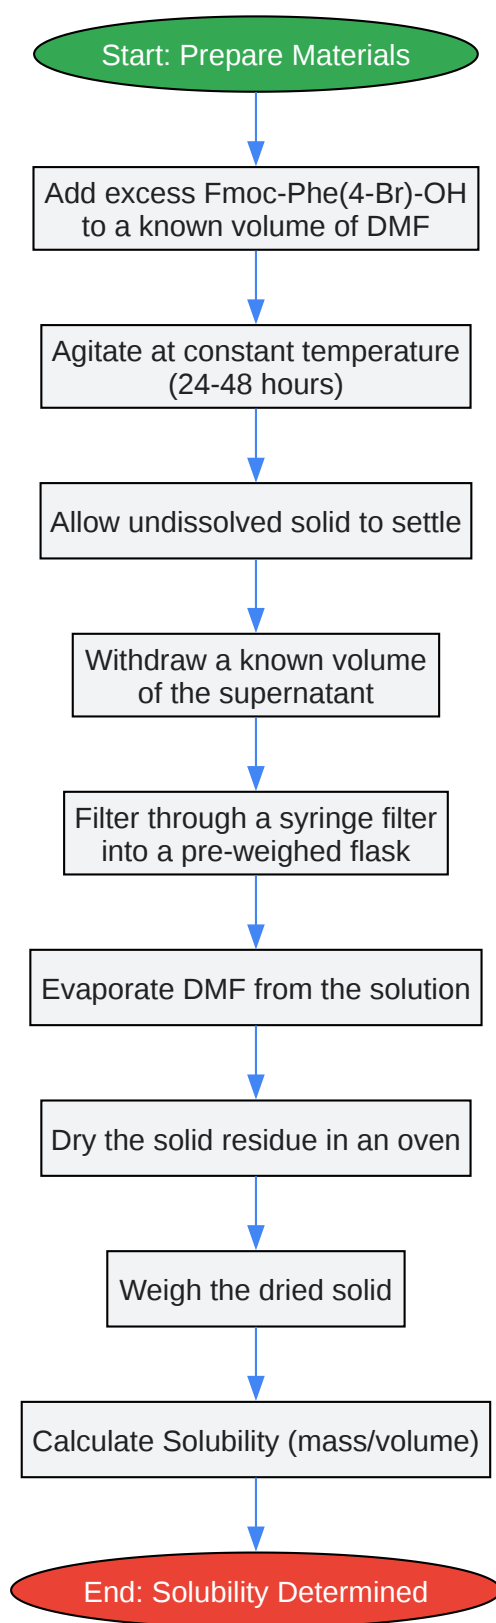 Start: Prepare Materials
Add excess Fmoc-Phe(4-Br)-OH
to a known volume of DMF
Agitate at constant temperature
(24-48 hours)
Allow undissolved solid to settle
Withdraw a known volume
of the supernatant
Filter through a syringe filter
into a pre-weighed flask
Evaporate DMF from the solution
Dry the solid residue in an oven
Weigh the dried solid
Calculate Solubility (mass/volume)
End: Solubility Determined